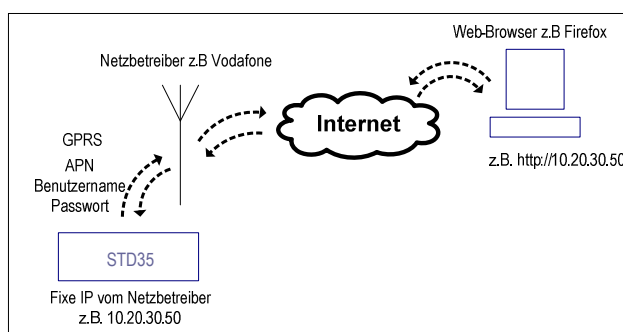 Web-Browser z.B Firefox
Netzbetreiber z.B Vodafone
Internet
GPRS
APN
Benutzername
Passwort
z.B. http://10.20.30.50
STD35
Fixe IP vom Netzbetreiber
z.B. 10.20.30.50